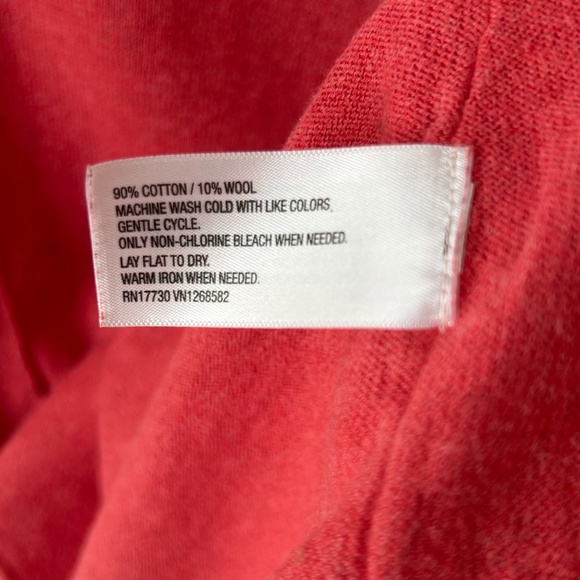 90% COTTON / 10% WOOL
MACHINE WASH COLD WITH LIKE COLORS,
GENTLE CYCLE.
ONLY NON-CHLORINE BLEACH WHEN NEEDED.
LAY FLAT TO DRY.
WARM IRON WHEN NEEDED.
RN17730 VN1268582